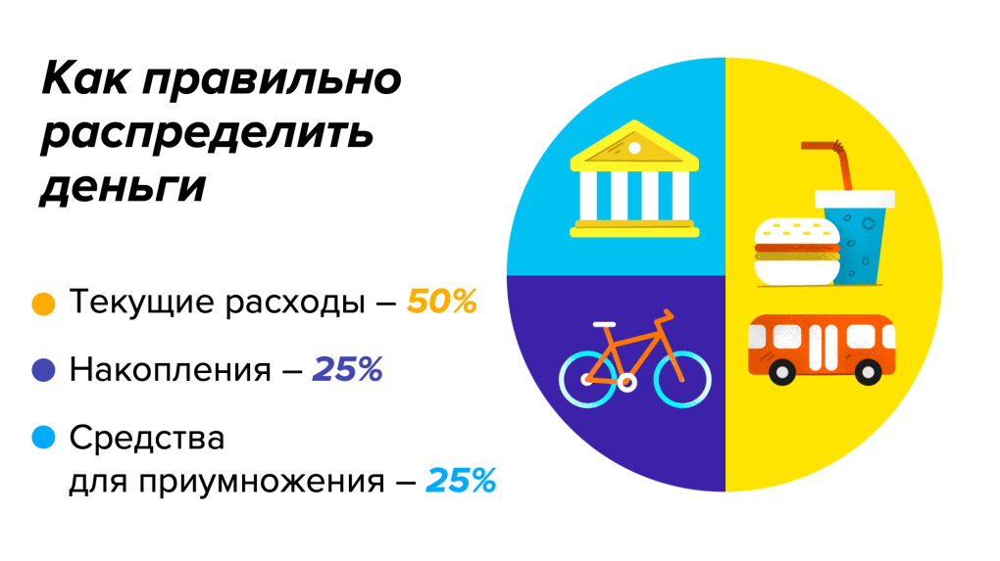 Как правильно
распределить
деньги
Текущие расходы – 50%
Накопления – 25%
Средства
для приумножения – 25%